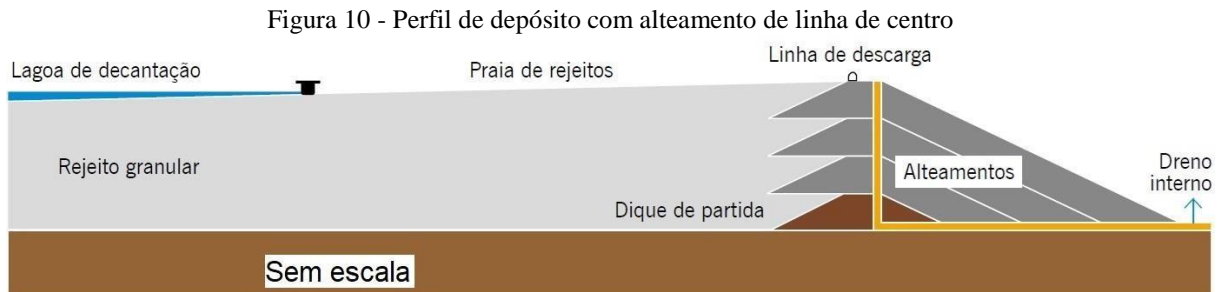 Figura 10 - Perfil de depósito com alteamento de linha de centro
Linha de descarga
Lagoa de decantação
Praia de rejeitos
Rejeito granular
Alteamentos
Dreno
interno
Dique de partida
Sem escala